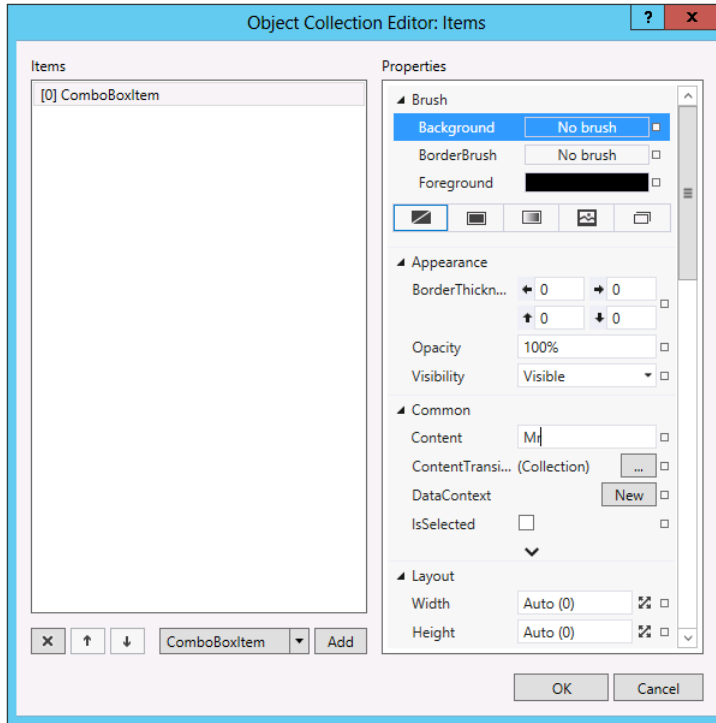 Object Collection Editor: Items
? x
Items
Properties
[0] ComboBoxItem
Brush
Background No brush
BorderBrush No brush
Foreground
Appearance
BorderThickn... 0 0
0 0
Opacity 100%
Visibility Visible
Common
Content Mr
ContentTransi... (Collection) ...
DataContext New
IsSelected
Layout
Width Auto (0)
Height Auto (0)
ComboBoxItem Add
OK Cancel